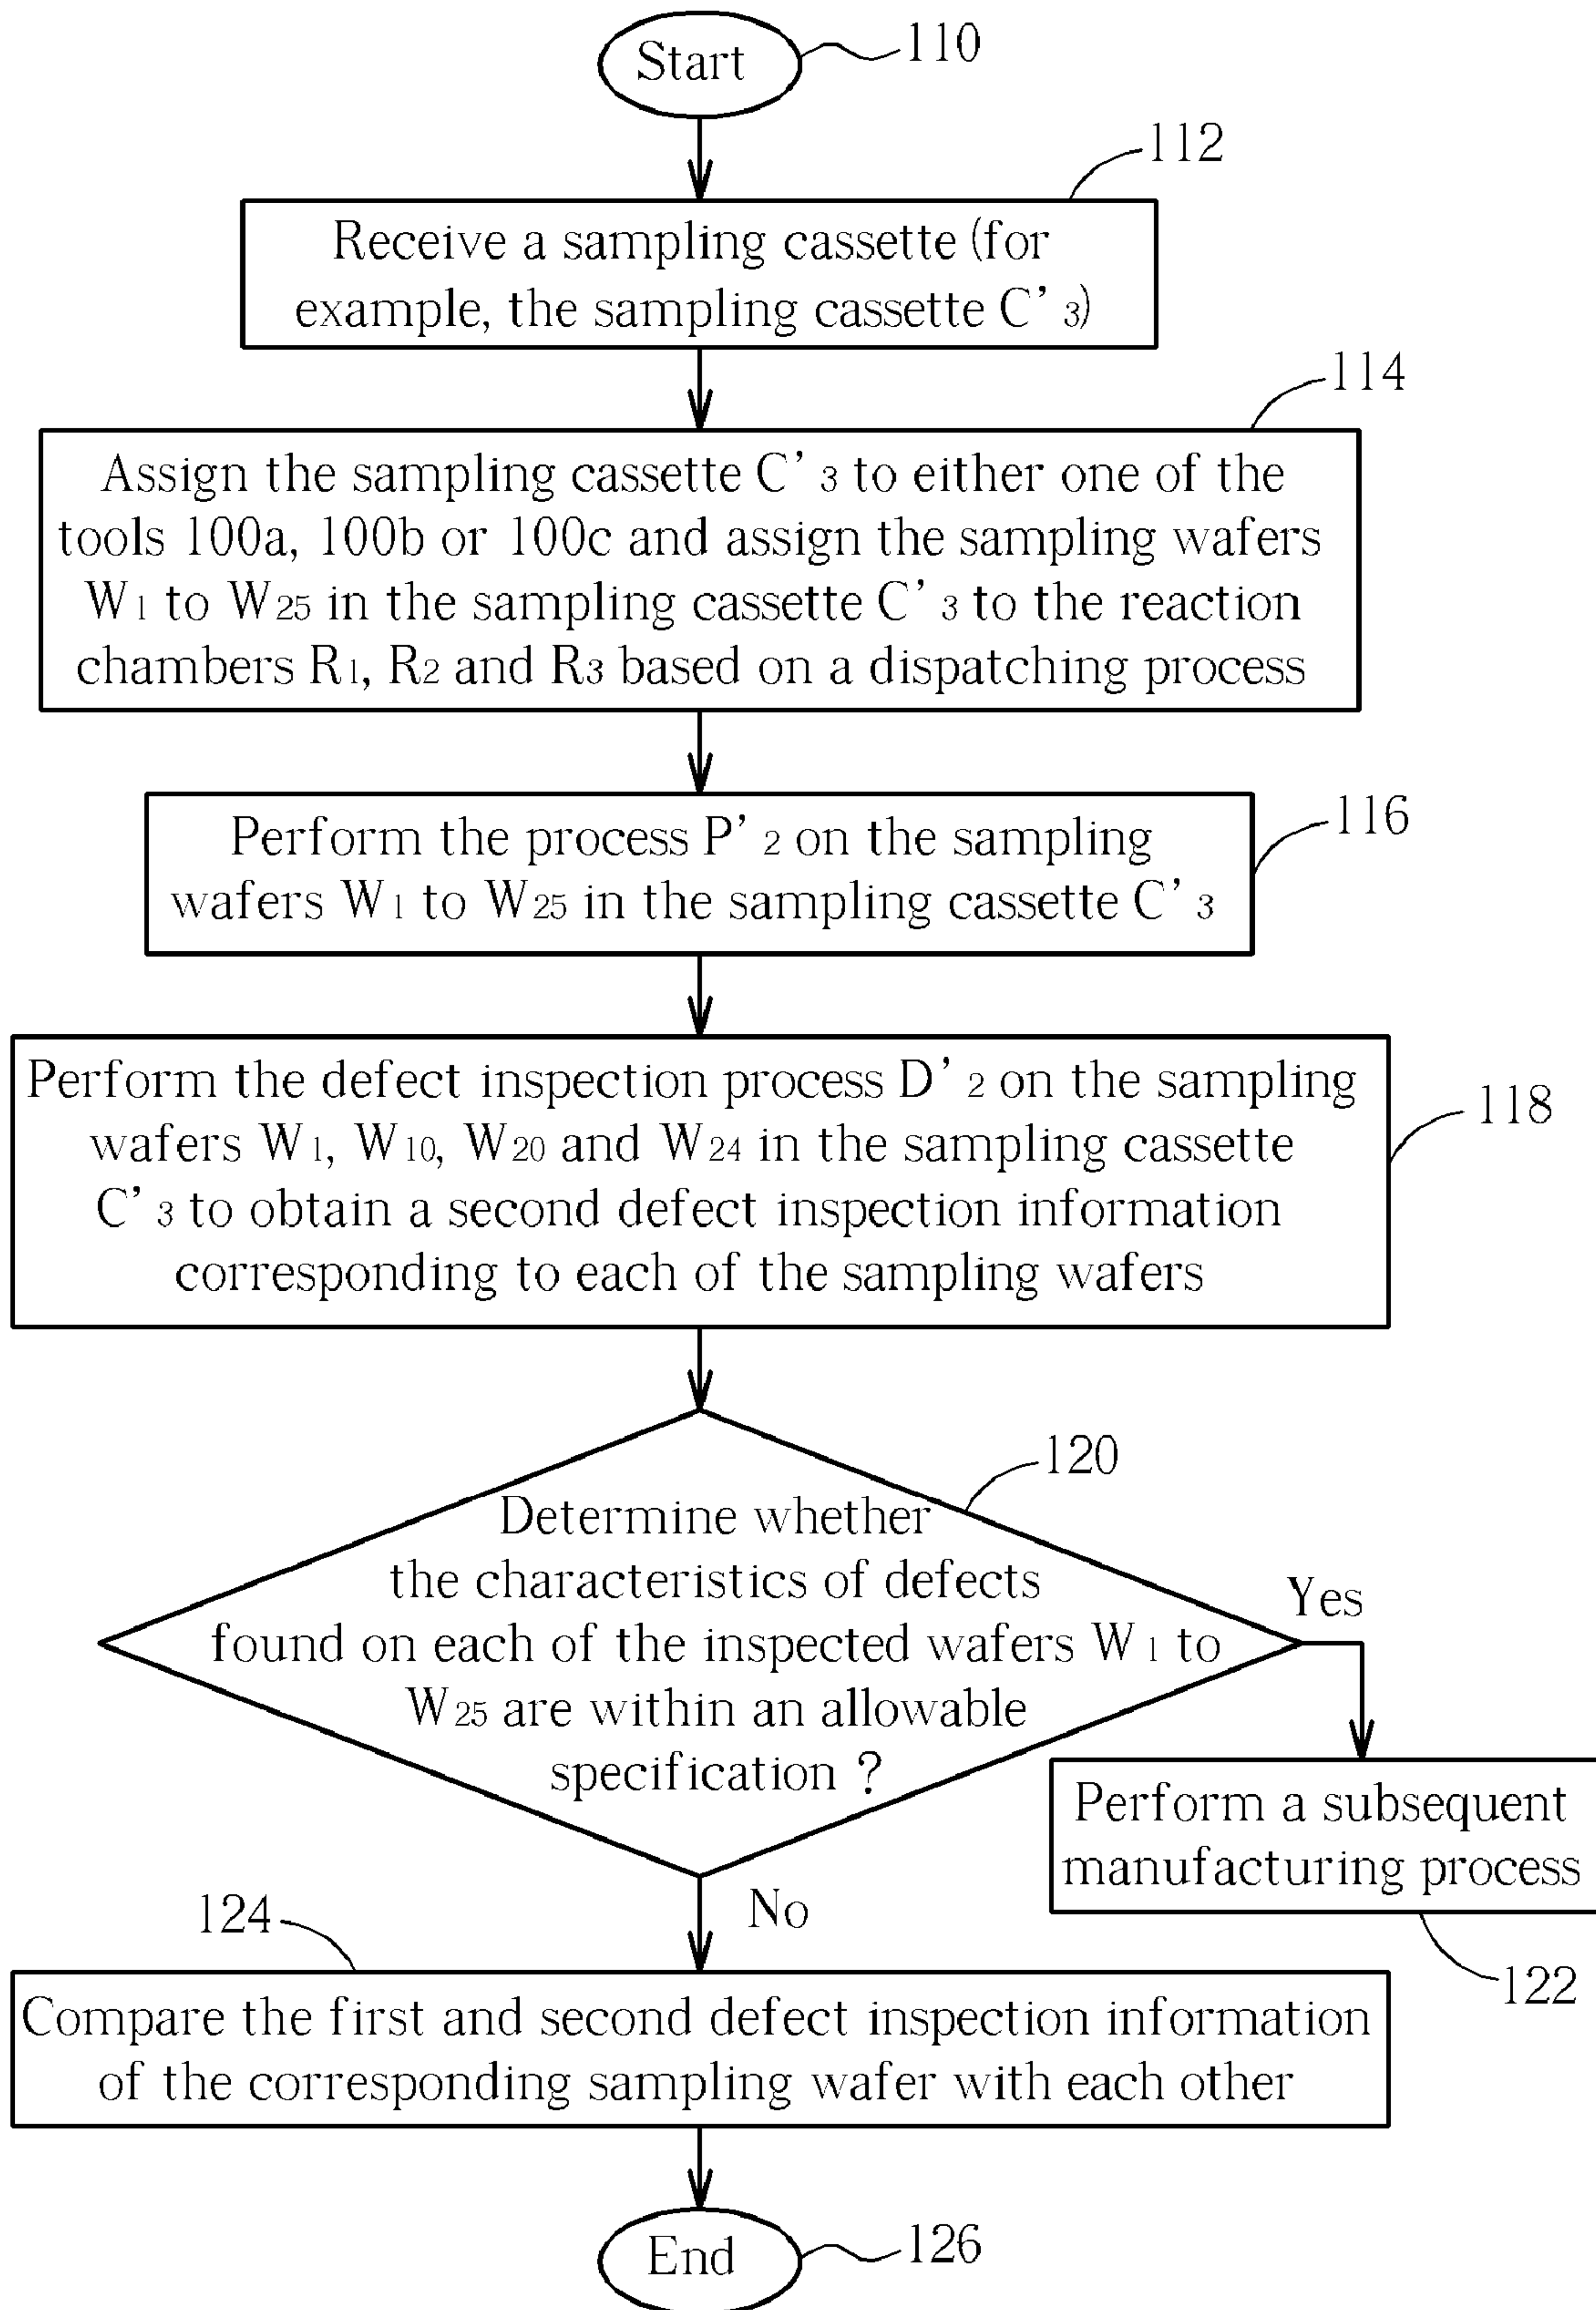 Start
110
112
Receive a sampling cassette (for
example, the sampling cassette C’3)
114
Assign the sampling cassette C’3 to either one of the
tools 100a, 100b or 100c and assign the sampling wafers
W1 to W25 in the sampling cassette C’3 to the reaction
chambers R1, R2 and R3 based on a dispatching process
116
Perform the process P’2 on the sampling
wafers W1 to W25 in the sampling cassette C’3
118
Perform the defect inspection process D’2 on the sampling
wafers W1, W10, W20 and W24 in the sampling cassette
C’3 to obtain a second defect inspection information
corresponding to each of the sampling wafers
120
Determine whether
the characteristics of defects
found on each of the inspected wafers W1 to
W25 are within an allowable
specification ?
Yes
Perform a subsequent
manufacturing process
122
No
124
Compare the first and second defect inspection information
of the corresponding sampling wafer with each other
End
126